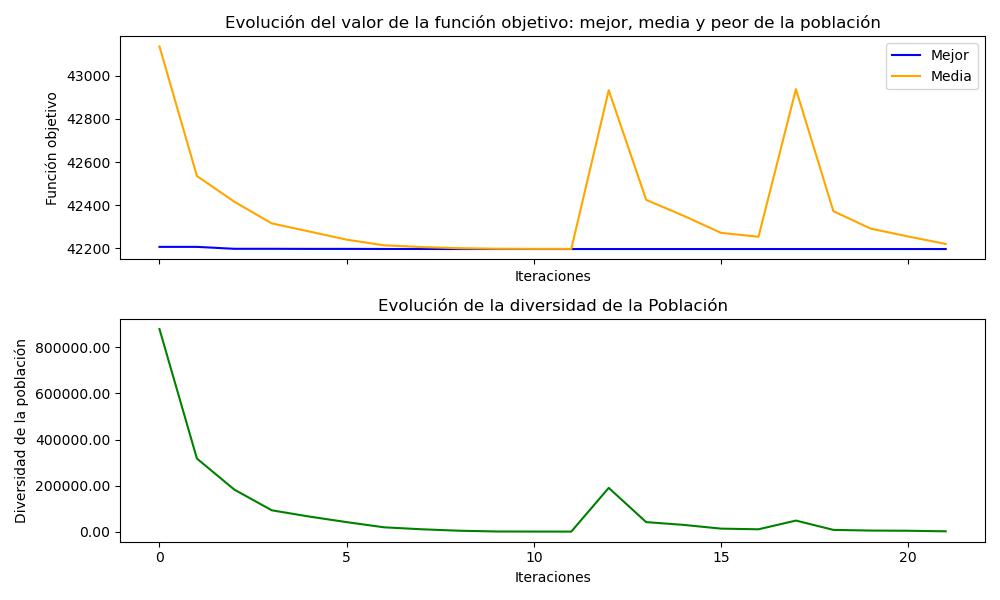 Evolución del valor de la función objetivo: mejor, media y peor de la población
Mejor
Media
43000
42800
42600
42400
42200
Función objetivo
Iteraciones
Evolución de la diversidad de la Población
800000.00
600000.00
400000.00
200000.00
0.00
Diversidad de la población
0 5 10 15 20
Iteraciones